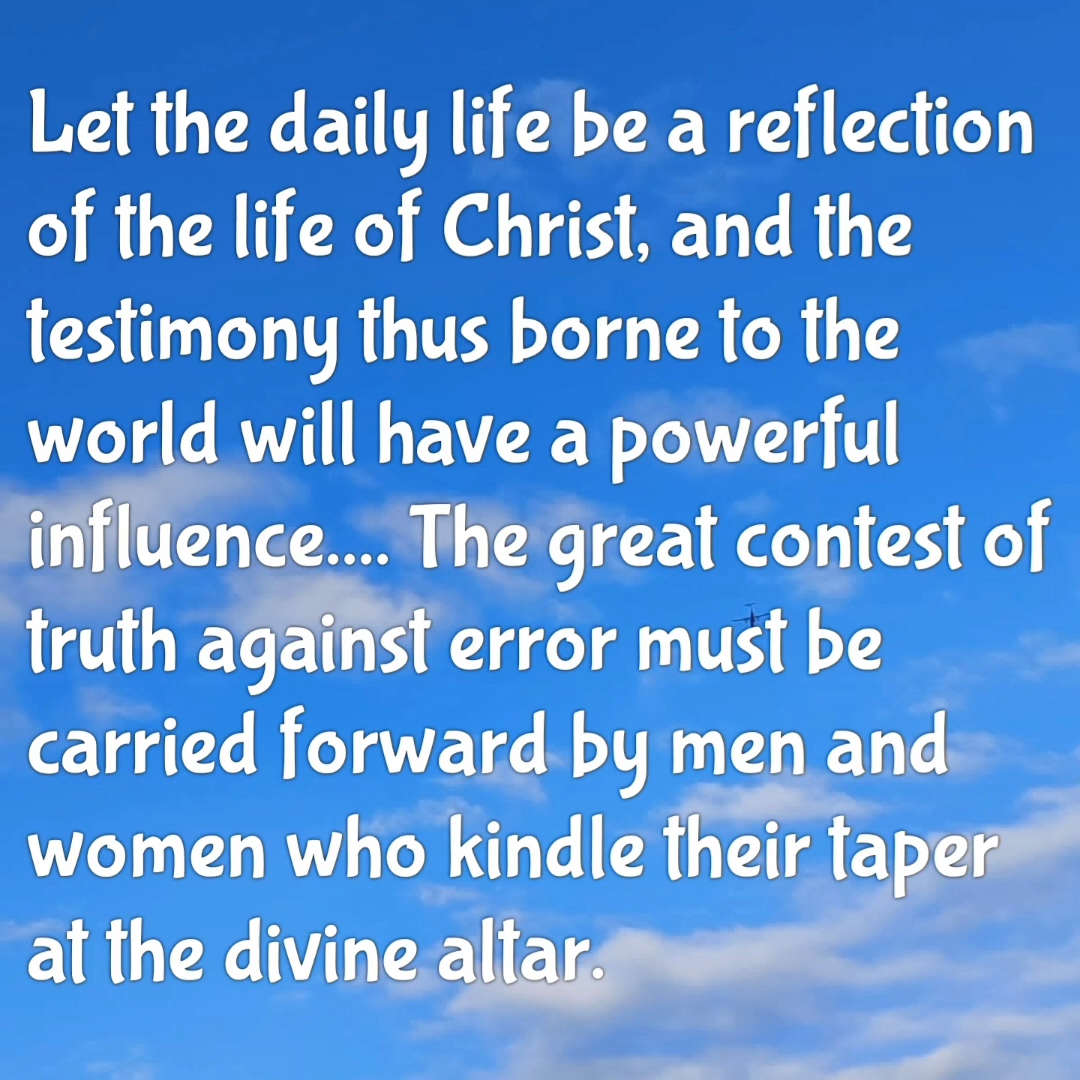 Let the daily life be a reflection
of the life of Christ, and the
testimony thus borne to the
world will have a powerful
influence.... The great contest of
truth against error must be
carried forward by men and
women who kindle their taper
at the divine altar.